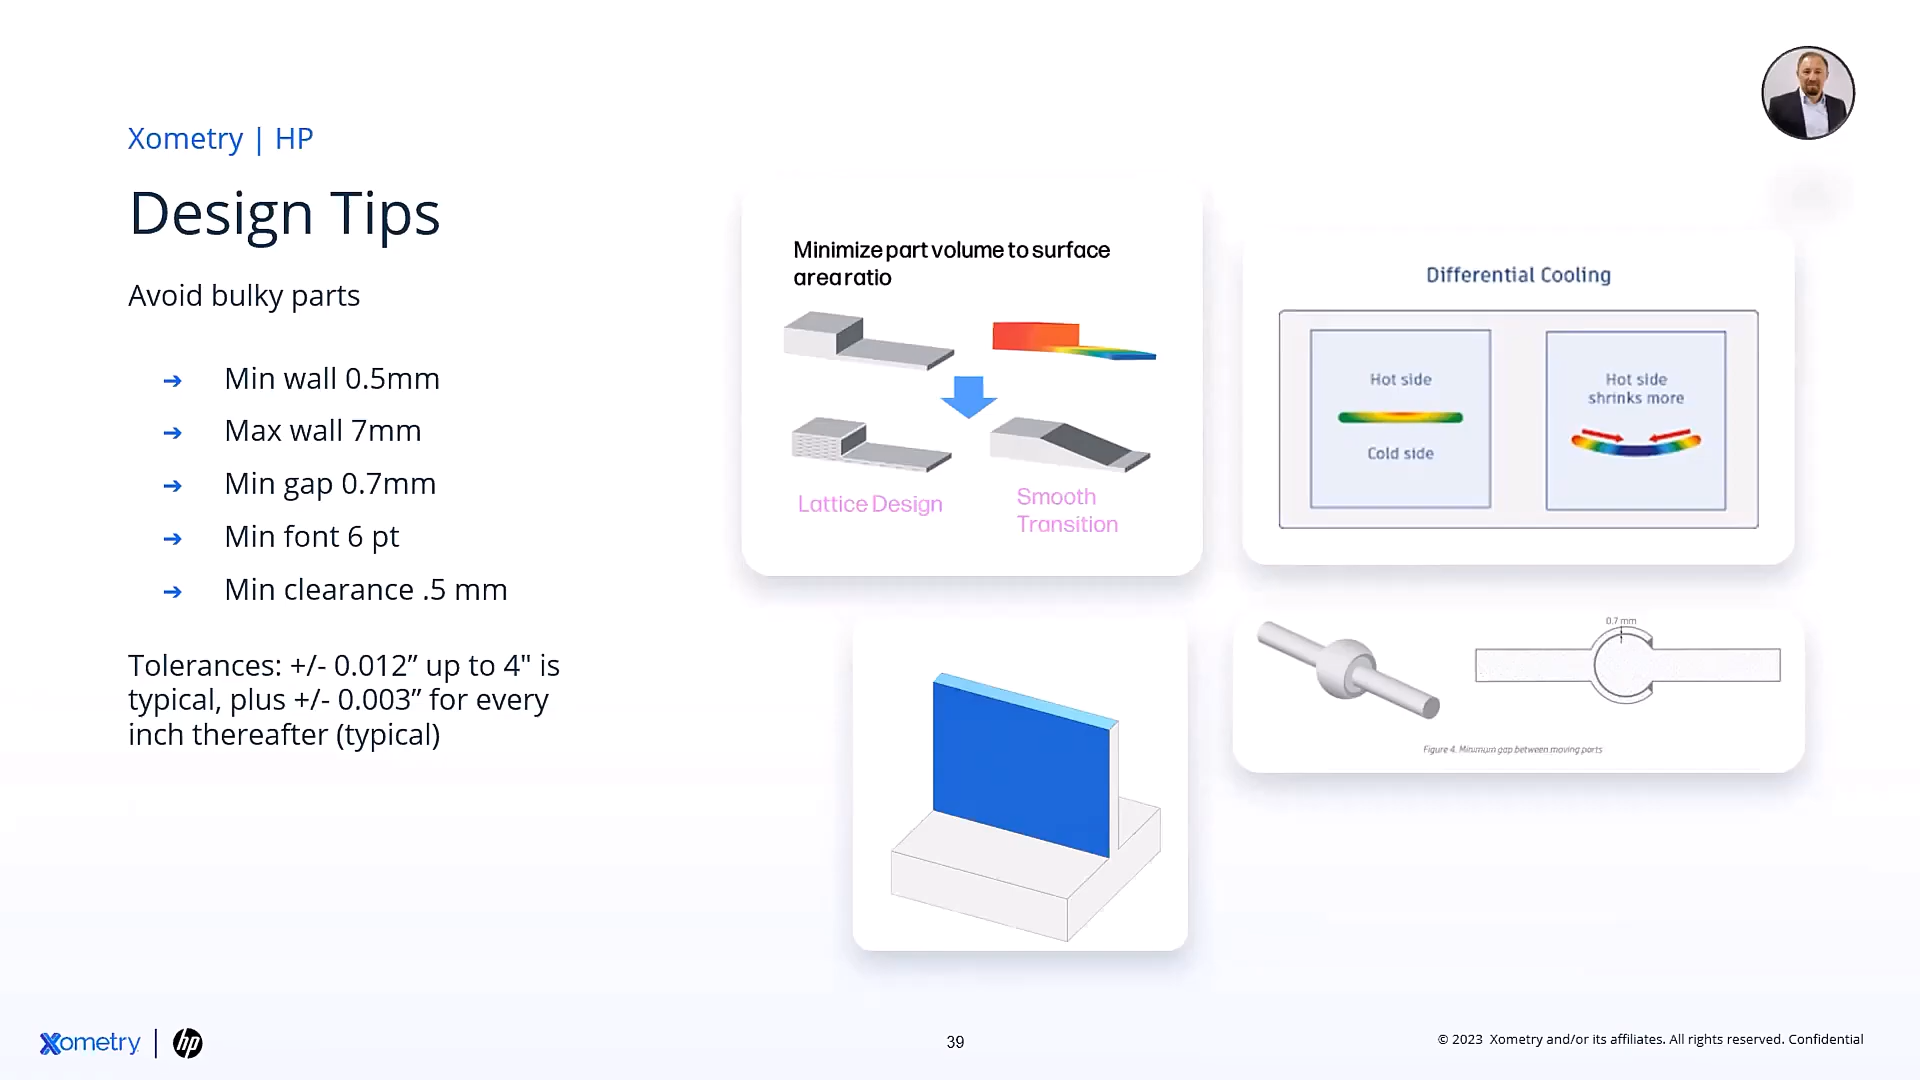 Xometry | HP
Design Tips
Avoid bulky parts
➔ Min wall 0.5mm
➔ Max wall 7mm
➔ Min gap 0.7mm
➔ Min font 6 pt
➔ Min clearance .5 mm
Tolerances: +/- 0.012” up to 4" is
typical, plus +/- 0.003” for every
inch thereafter (typical)
Minimize part volume to surface
area ratio
Lattice Design
Smooth
Transition
Differential Cooling
Hot side
Cold side
Hot side
shrinks more
0.7 mm
Figure 4. Minimum gap between moving parts
Xometry | hp
39
© 2023 Xometry and/or its affiliates. All rights reserved. Confidential